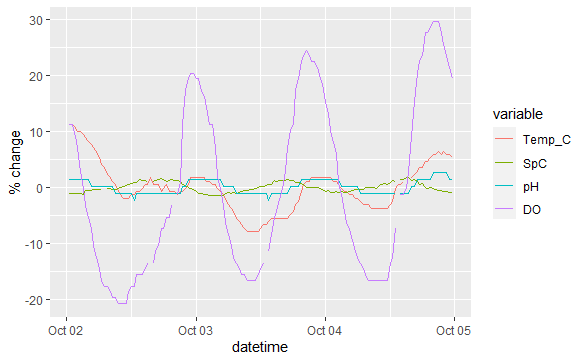 30
20
10
0
-10
-20
% change
Oct 02
Oct 03
Oct 04
Oct 05
datetime
variable
Temp_C
SpC
pH
DO